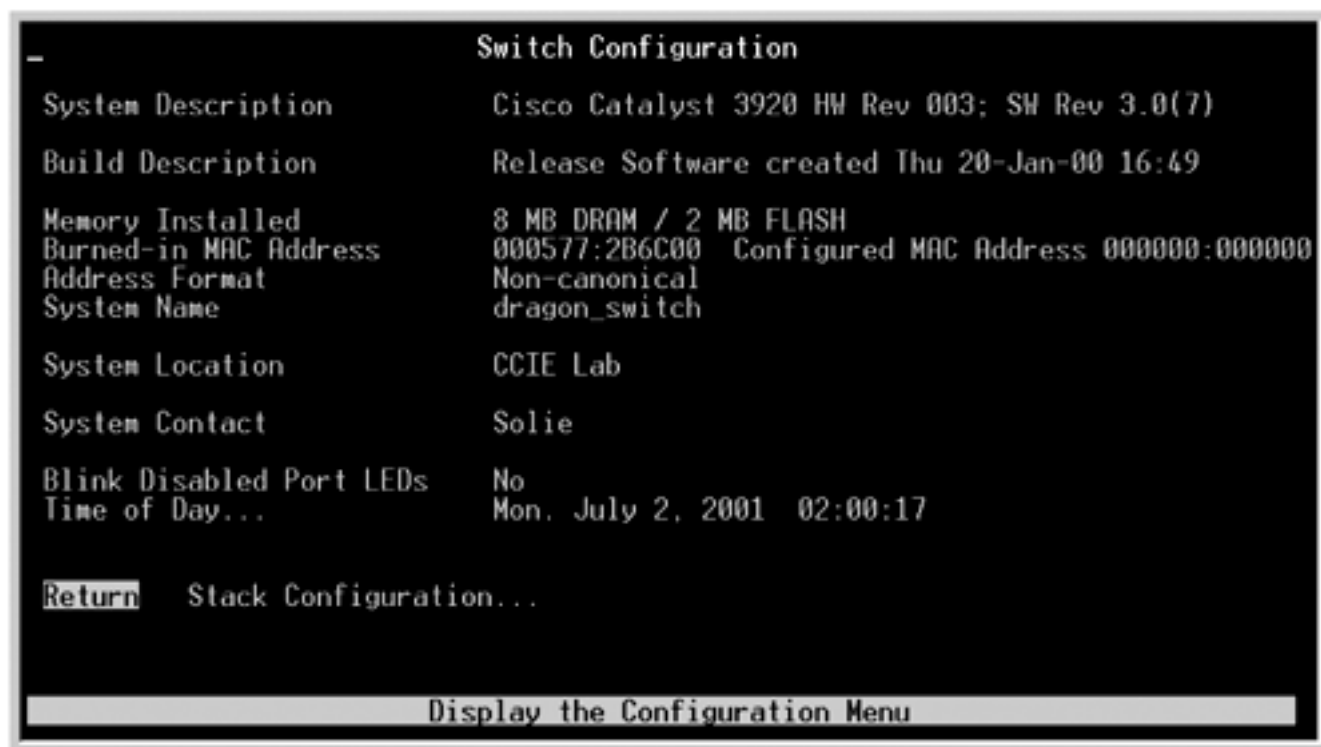 Switch Configuration
System Description Cisco Catalyst 3920 HW Rev 003; SW Rev 3.0(7)
Build Description Release Software created Thu 20-Jan-00 16:49
Memory Installed 8 MB DRAM / 2 MB FLASH
Burned-in MAC Address 000577:2B6C00 Configured MAC Address 000000:000000
Address Format Non-canonical
System Name dragon_switch
System Location CCIE Lab
System Contact Solie
Blink Disabled Port LEDs No
Time of Day... Mon. July 2, 2001 02:00:17
Return Stack Configuration...
Display the Configuration Menu